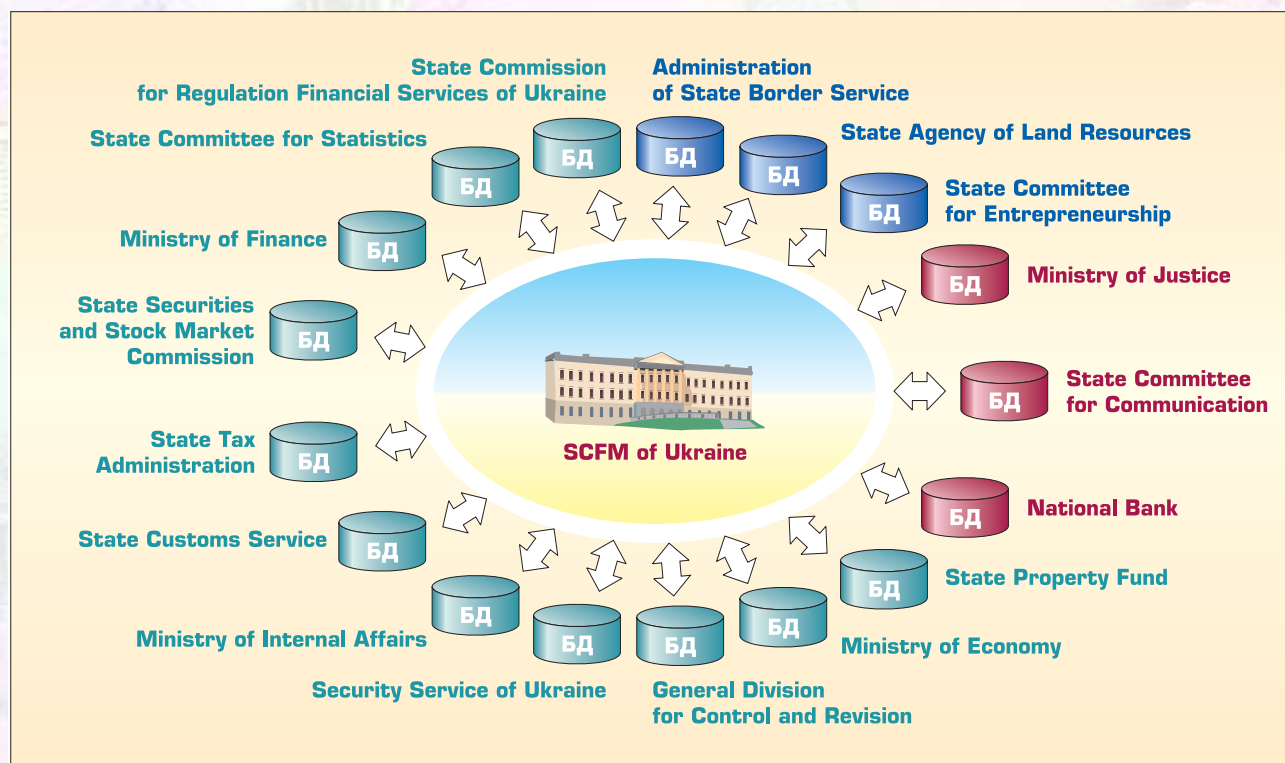 State Commission
for Regulation Financial Services of Ukraine
Administration
of State Border Service
State Committee for Statistics
БД
БД
БД
БД
State Agency of Land Resources
БД
State Committee
for Entrepreneurship
Ministry of Finance
БД
БД
Ministry of Justice
БД
State Securities
and Stock Market
Commission
БД
State Committee
for Communication
БД
State Tax
Administration
БД
SCFM of Ukraine
National Bank
БД
State Customs Service
БД
State Property Fund
БД
Ministry of Internal Affairs
БД
БД
БД
БД
Ministry of Economy
Security Service of Ukraine
General Division
for Control and Revision